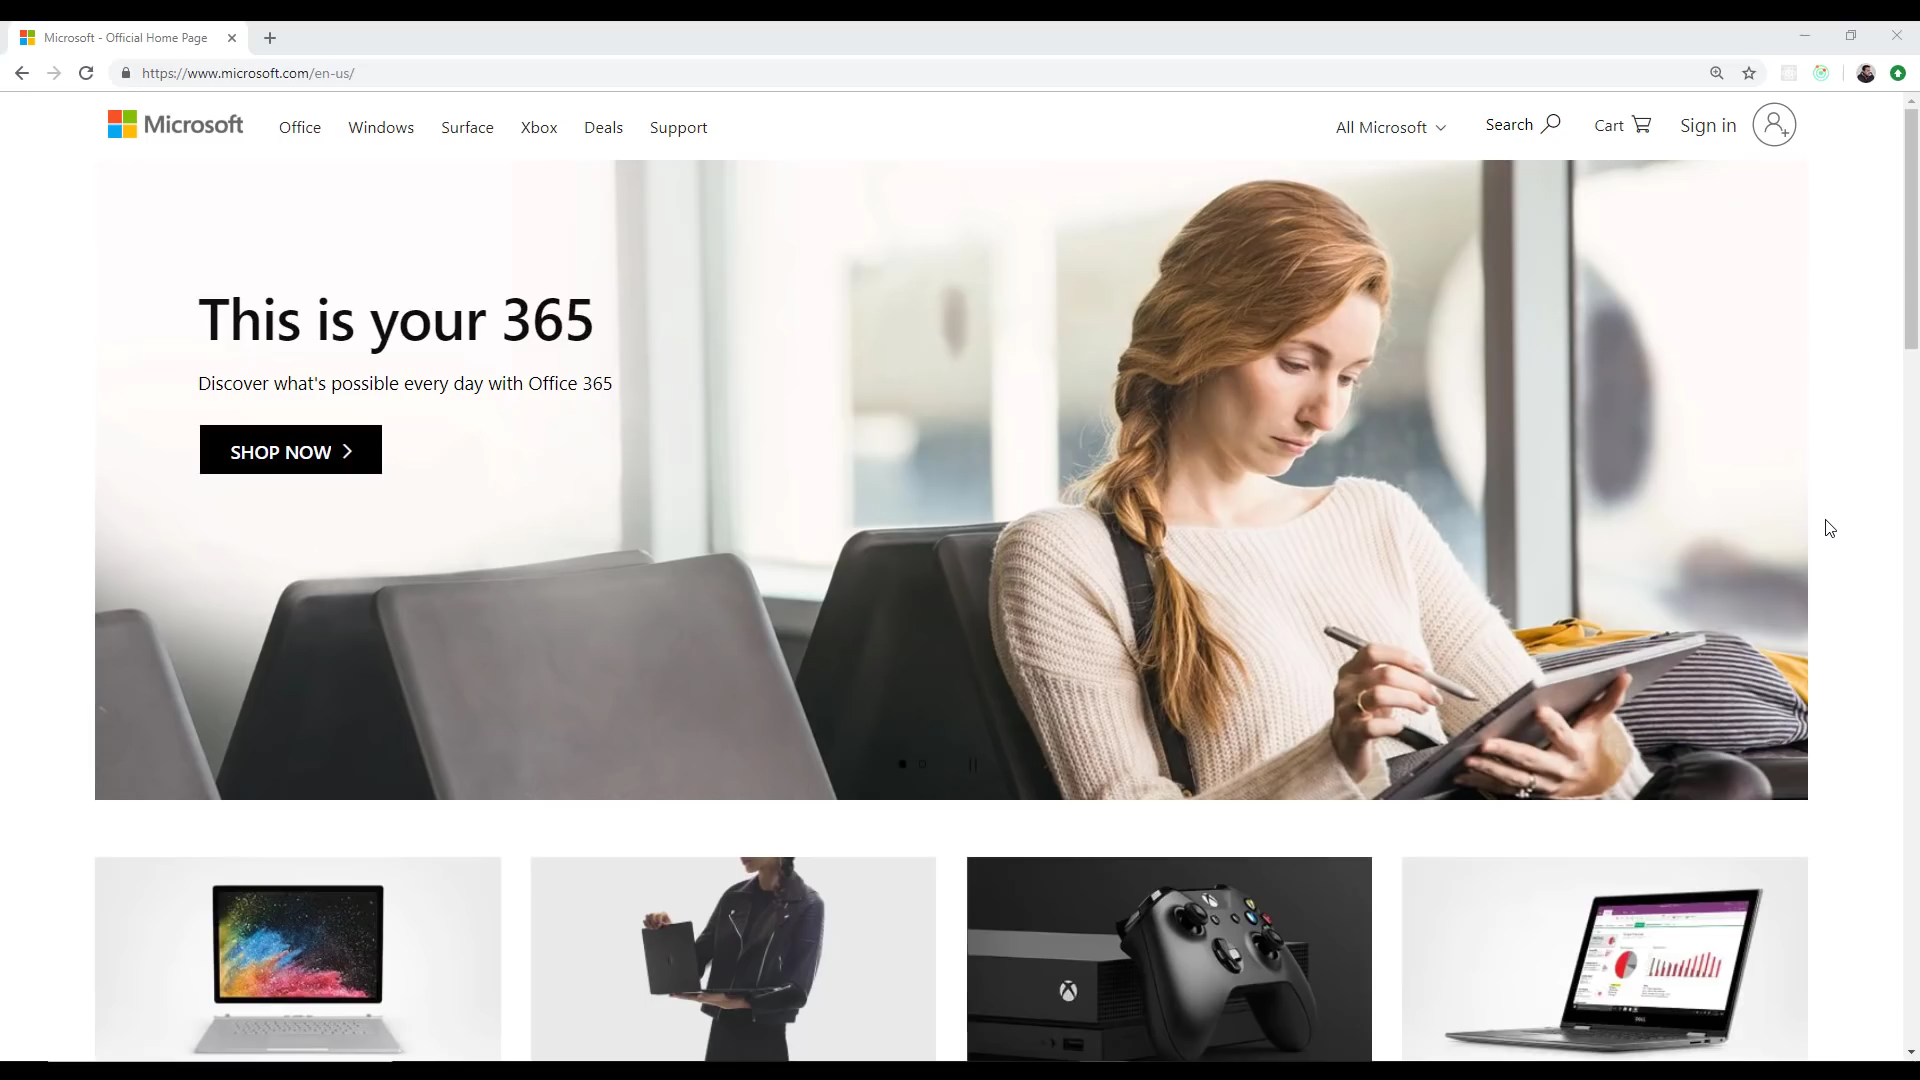 Microsoft - Official Home Page
https://www.microsoft.com/en-us/
Microsoft Office Windows Surface Xbox Deals Support All Microsoft Search Cart Sign in
This is your 365
Discover what's possible every day with Office 365
SHOP NOW
DELL